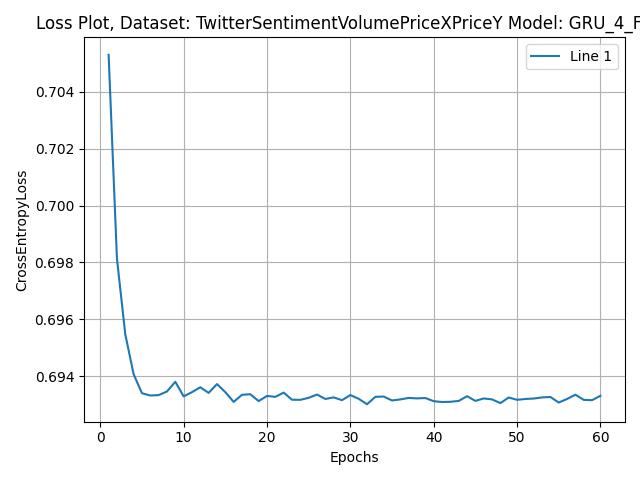 Loss Plot, Dataset: TwitterSentimentVolumePriceXPriceY Model: GRU_4_F
Line 1
0.704
0.702
0.700
0.698
0.696
0.694
CrossEntropyLoss
0 10 20 30 40 50 60
Epochs